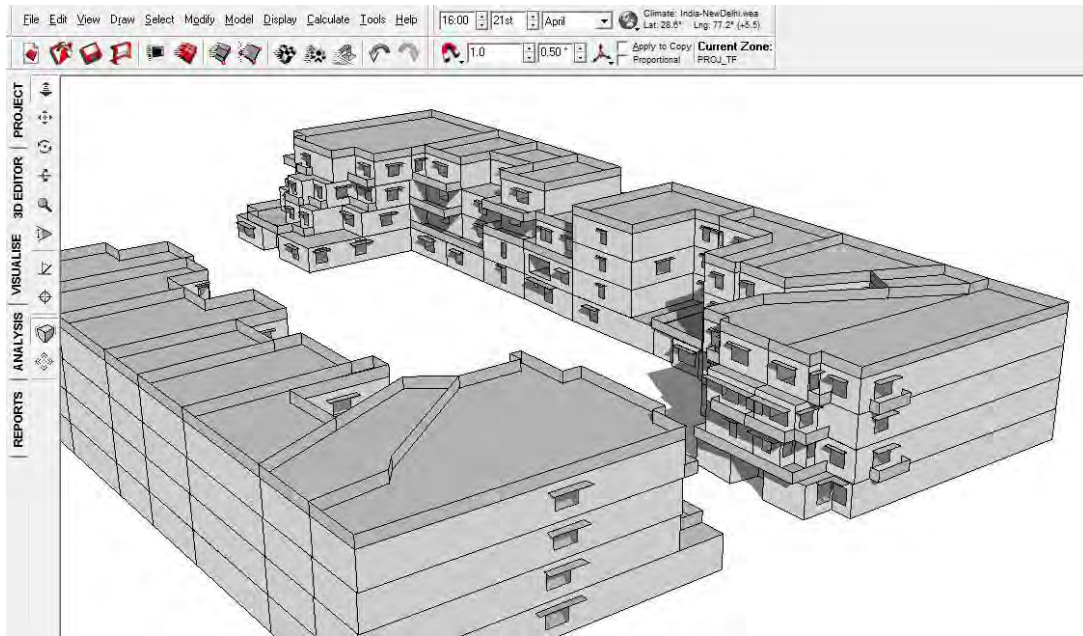 File Edit View Draw Select Modify Model Display Calculate Tools Help
16:00 21st April
Climate: India-NewDelhi.wea
Lat: 28.6° Lng: 77.2° (+5.5)
1.0 0.50 °
Apply to Copy
Proportional
Current Zone:
PROJ_TF
PROJECT
3D EDITOR
VISUALISE
ANALYSIS
REPORTS